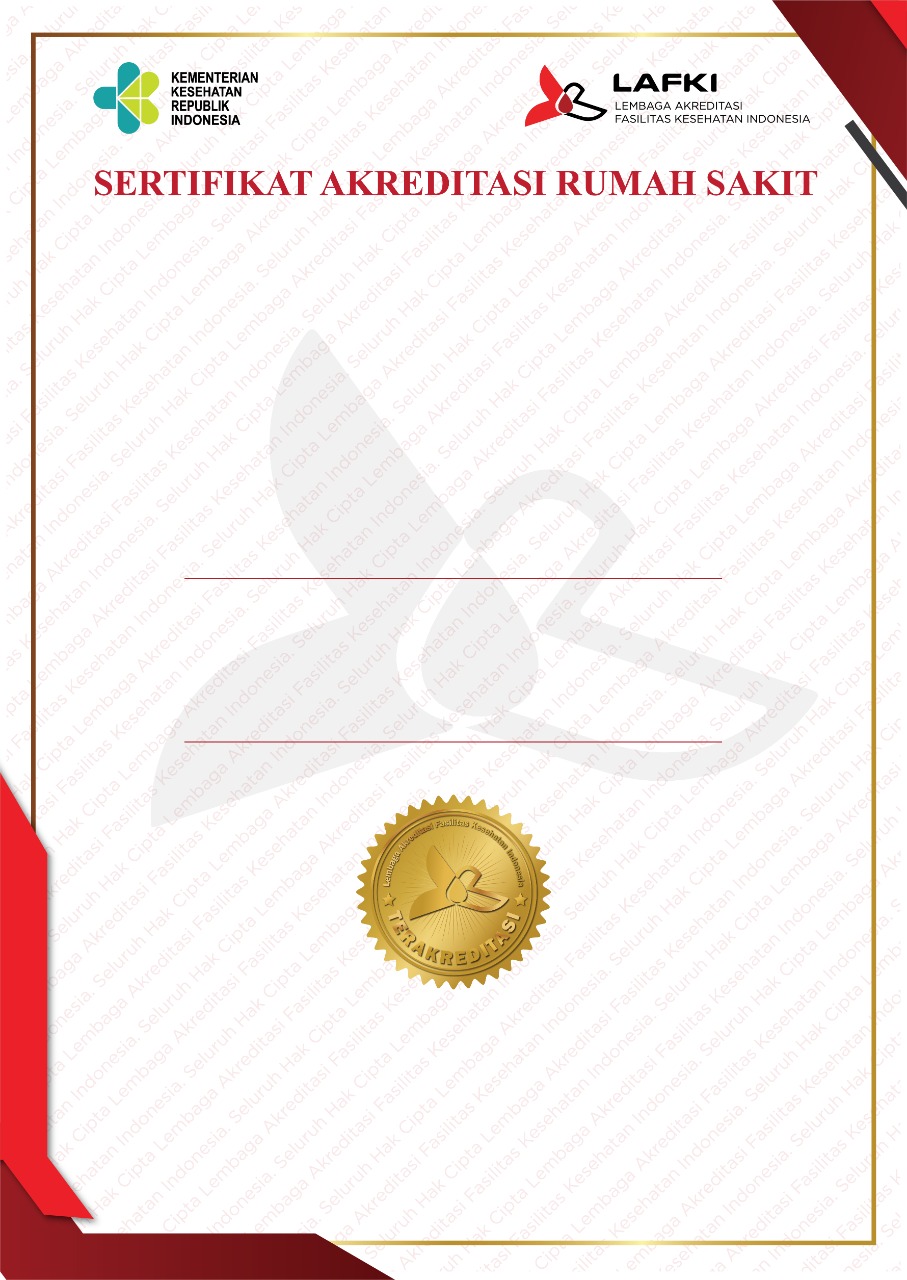 KEMENTERIAN
KESEHATAN
REPUBLIK
INDONESIA
LAFKI
LEMBAGA AKREDITASI
FASILITAS KESEHATAN INDONESIA
SERTIFIKAT AKREDITASI RUMAH SAKIT
Lembaga Akreditasi Fasilitas Kesehatan Indonesia
TERAKREDITASI
Seluruh Hak Cipta Lembaga Akreditasi Fasilitas Kesehatan Indonesia.